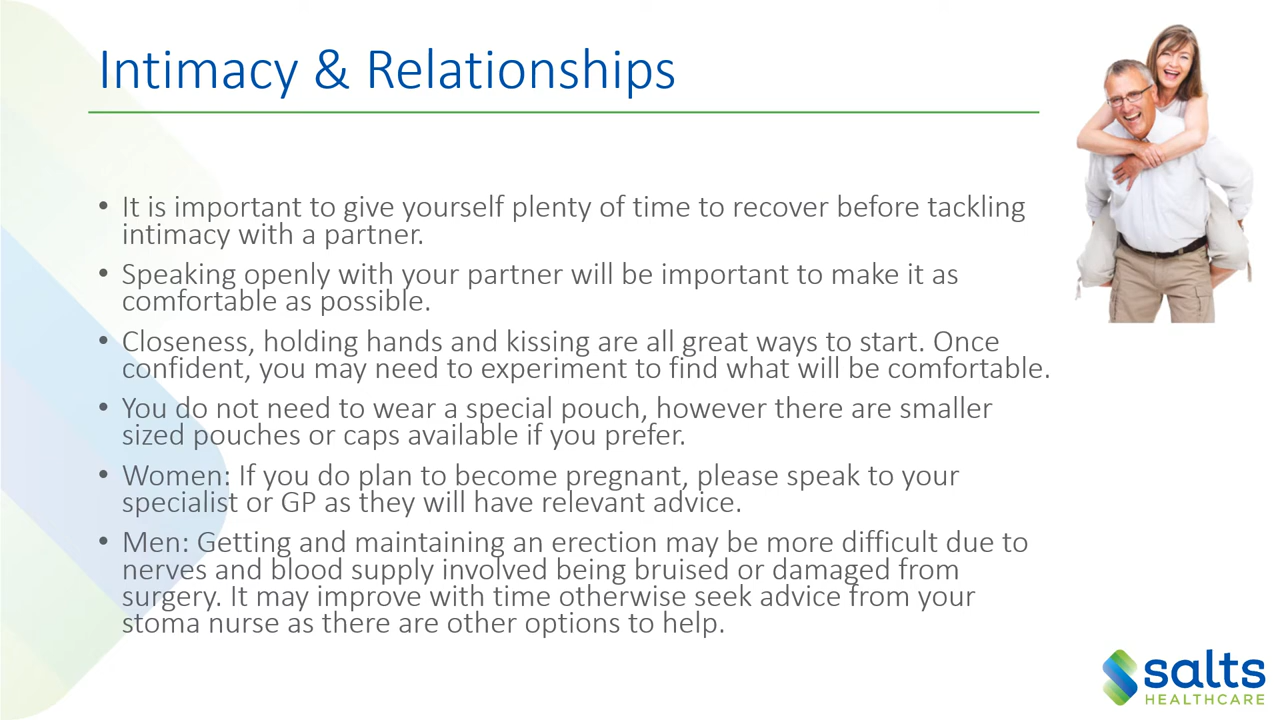 Intimacy & Relationships
• It is important to give yourself plenty of time to recover before tackling
intimacy with a partner.
• Speaking openly with your partner will be important to make it as
comfortable as possible.
• Closeness, holding hands and kissing are all great ways to start. Once
confident, you may need to experiment to find what will be comfortable.
• You do not need to wear a special pouch, however there are smaller
sized pouches or caps available if you prefer.
• Women: If you do plan to become pregnant, please speak to your
specialist or GP as they will have relevant advice.
• Men: Getting and maintaining an erection may be more difficult due to
nerves and blood supply involved being bruised or damaged from
surgery. It may improve with time otherwise seek advice from your
stoma nurse as there are other options to help.
salts
HEALTHCARE